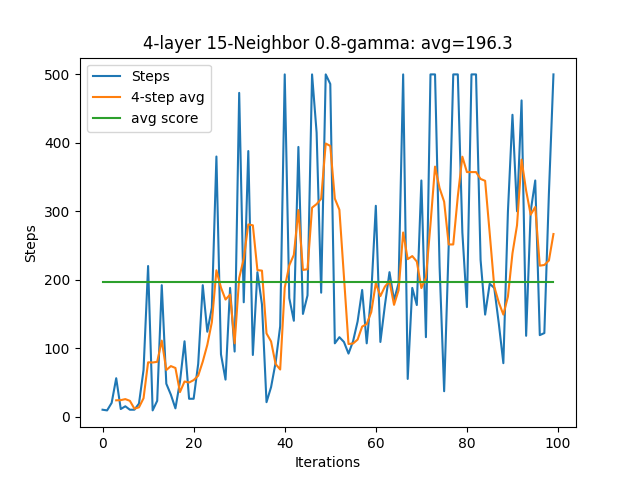 4-layer 15-Neighbor 0.8-gamma: avg=196.3
Steps
4-step avg
avg score
500
400
300
200
100
0
Steps
0 20 40 60 80 100
Iterations